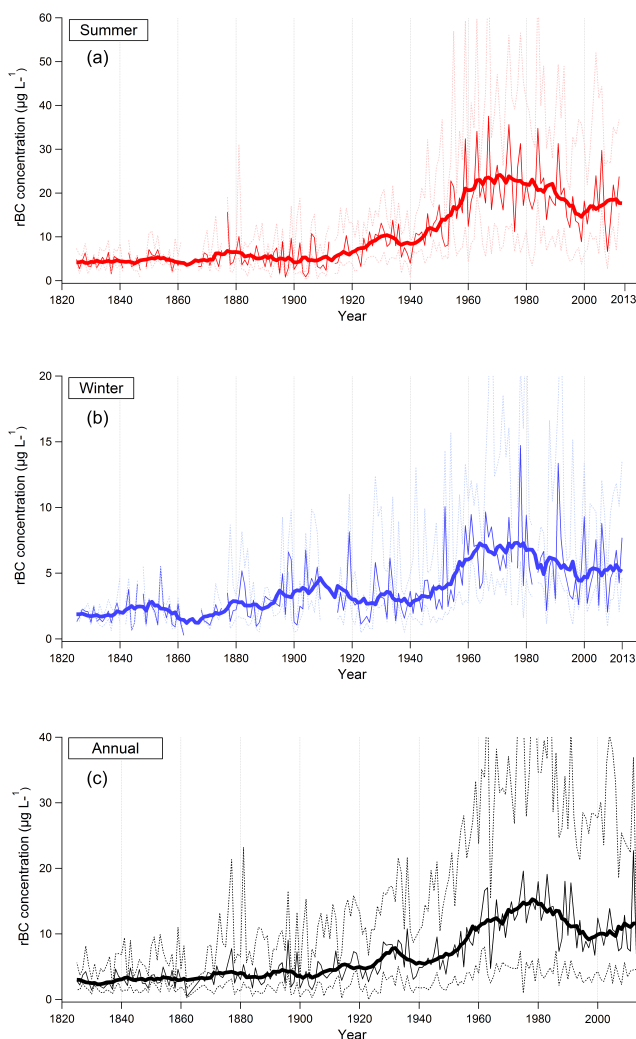 Summer
(a)
rBC concentration (µg L-¹)
60
50
40
30
20
10
0
1820 1840 1860 1880 1900 1920 1940 1960 1980 2000 2013
Year
Winter
(b)
rBC concentration (µg L-¹)
20
15
10
5
0
1820 1840 1860 1880 1900 1920 1940 1960 1980 2000 2013
Year
Annual
(c)
rBC concentration (µg L-¹)
40
30
20
10
0
1820 1840 1860 1880 1900 1920 1940 1960 1980 2000
Year